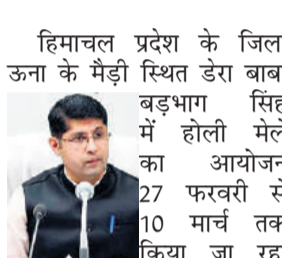 हिमाचल प्रदेश के जिल
ऊना के मैड़ी स्थित डेरा बाब
बड़भाग सिंह
में होली मेल
का आयोजन
27 फरवरी से
10 मार्च तक
किया जा रह